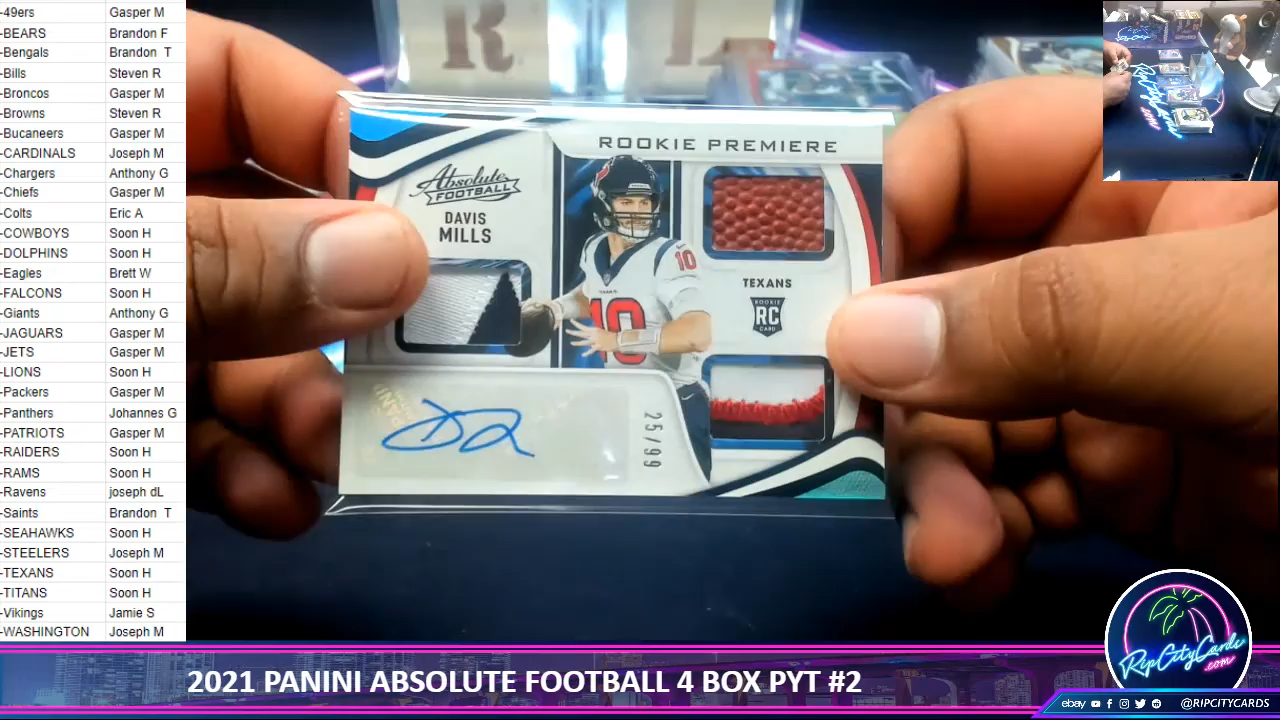 -49ers Gasper M
-BEARS Brandon F
-Bengals Brandon T
-Bills Steven R
-Broncos Gasper M
-Browns Steven R
-Bucaneers Gasper M
-CARDINALS Joseph M
-Chargers Anthony G
-Chiefs Gasper M
-Colts Eric A
-COWBOYS Soon H
-DOLPHINS Soon H
-Eagles Brett W
-FALCONS Soon H
-Giants Anthony G
-JAGUARS Gasper M
-JETS Gasper M
-LIONS Soon H
-Packers Gasper M
-Panthers Johannes G
-PATRIOTS Gasper M
-RAIDERS Soon H
-RAMS Soon H
-Ravens joseph dL
-Saints Brandon T
-SEAHAWKS Soon H
-STEELERS Joseph M
-TEXANS Soon H
-TITANS Soon H
-Vikings Jamie S
-WASHINGTON Joseph M
ROOKIE PREMIERE
Absolute
FOOTBALL
DAVIS
MILLS
10
10
TEXANS
ROOKIE
RC
CARD
25/99
RipCityCards
.com
2021 PANINI ABSOLUTE FOOTBALL 4 BOX PYT #2
ebay @RIPCITYCARDS